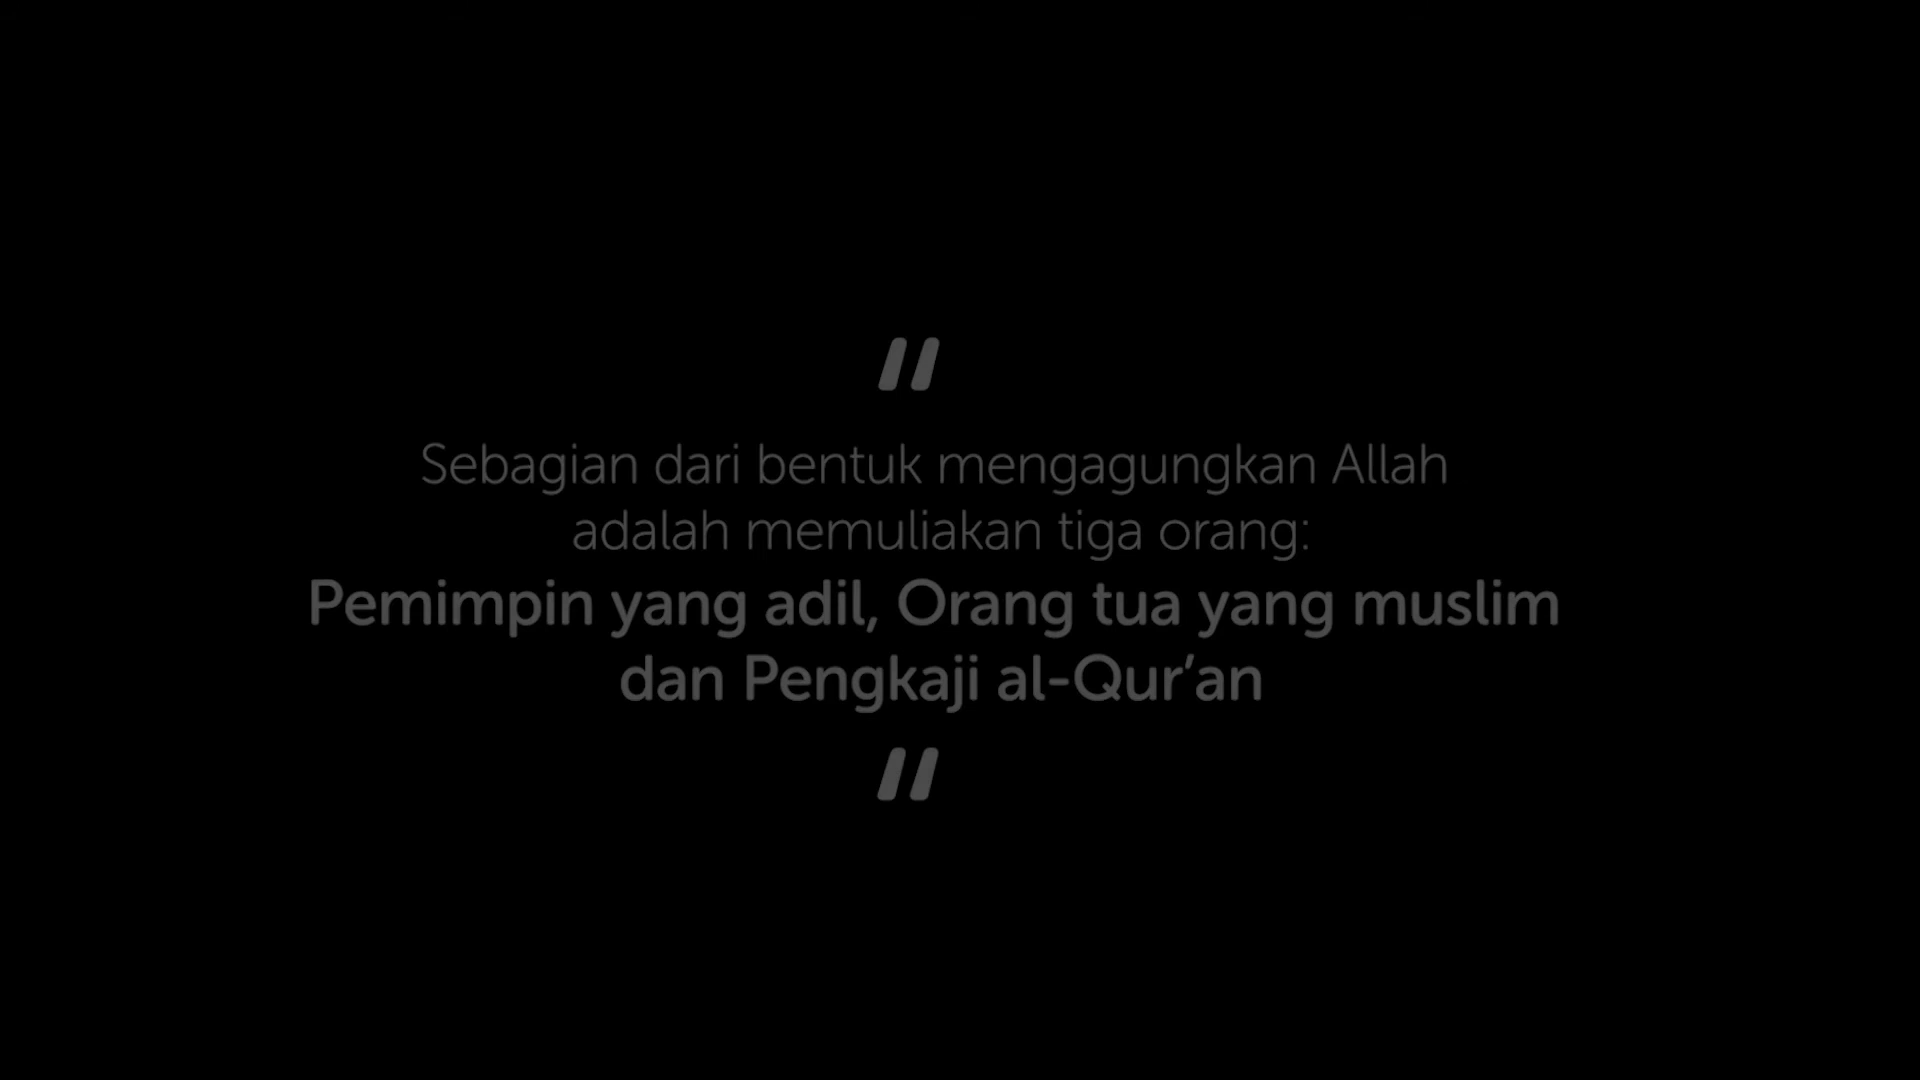 "
Sebagian dari bentuk mengagungkan Allah
adalah memuliakan tiga orang:
Pemimpin yang adil, Orang tua yang muslim
dan Pengkaji al-Qur’an
"